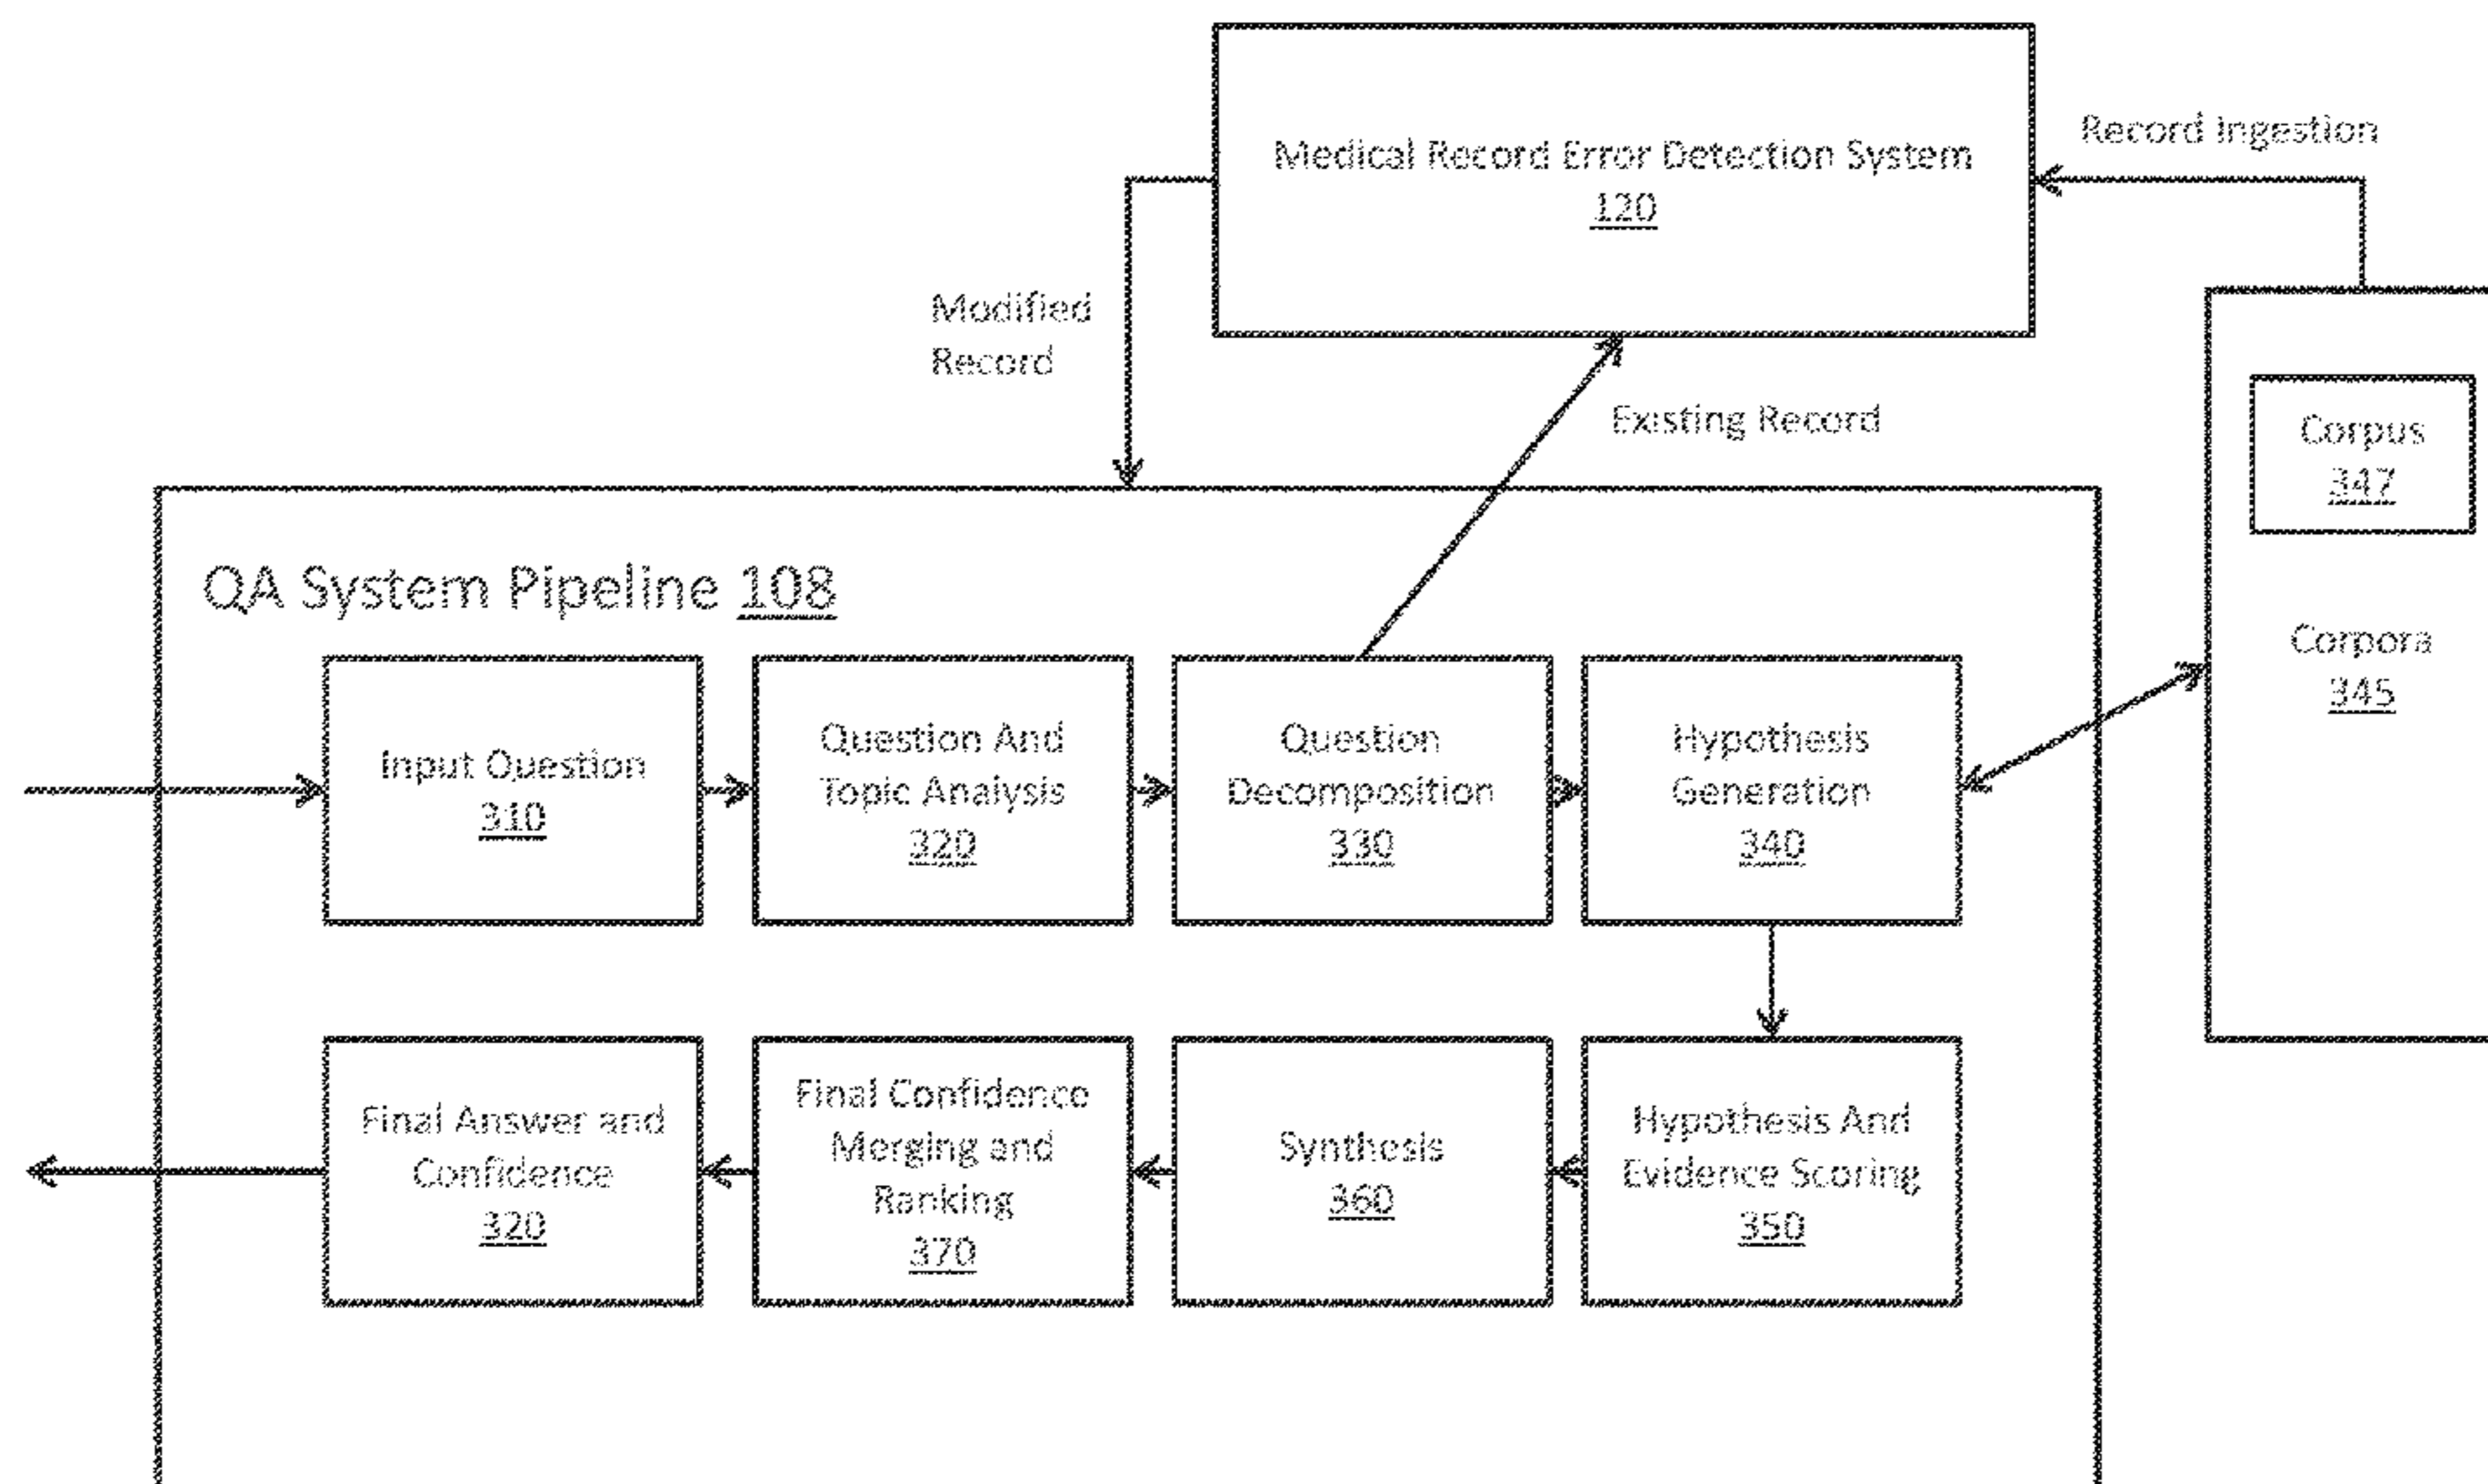 Medical Record Error Detection System
120
Record Ingestion
Modified
Record
Existing Record
Corpus
347
Corpora
345
QA System Pipeline 108
Input Question
310
Question And
Topic Analysis
320
Question
Decomposition
330
Hypothesis
Generation
340
Final Answer and
Confidence
320
Final Confidence
Merging and
Ranking
370
Synthesis
360
Hypothesis And
Evidence Scoring
350